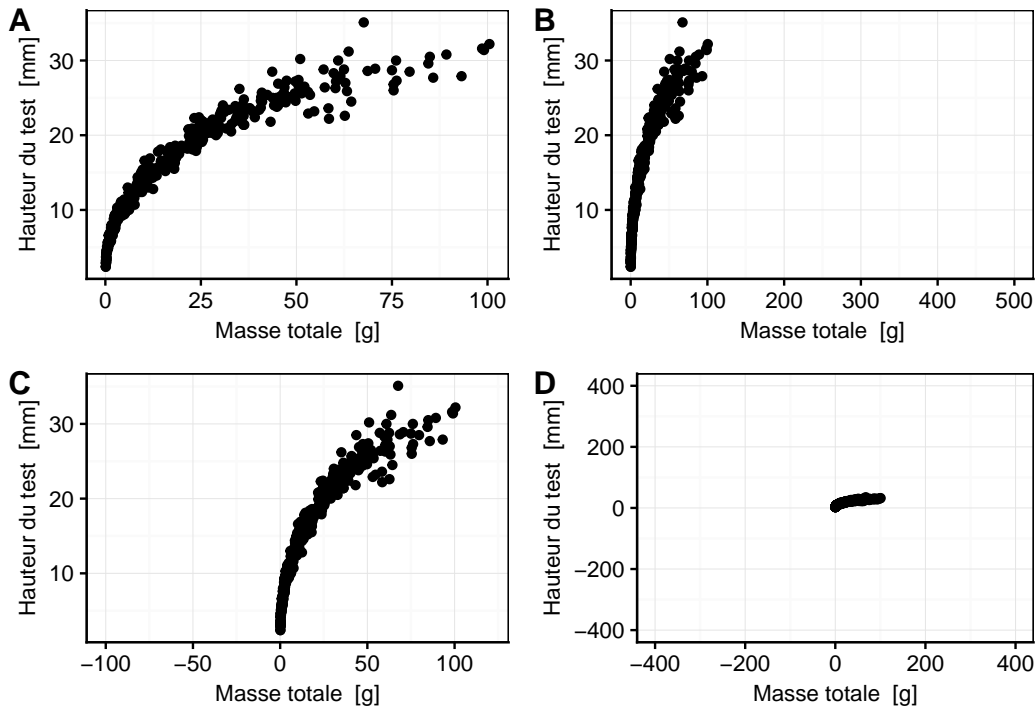 A
Hauteur du test [mm]
30
20
10
0 25 50 75 100
Masse totale [g]
B
Hauteur du test [mm]
30
20
10
0 100 200 300 400 500
Masse totale [g]
C
Hauteur du test [mm]
30
20
10
−100 −50 0 50 100
Masse totale [g]
D
Hauteur du test [mm]
400
200
0
−200
−400
−400 −200 0 200 400
Masse totale [g]